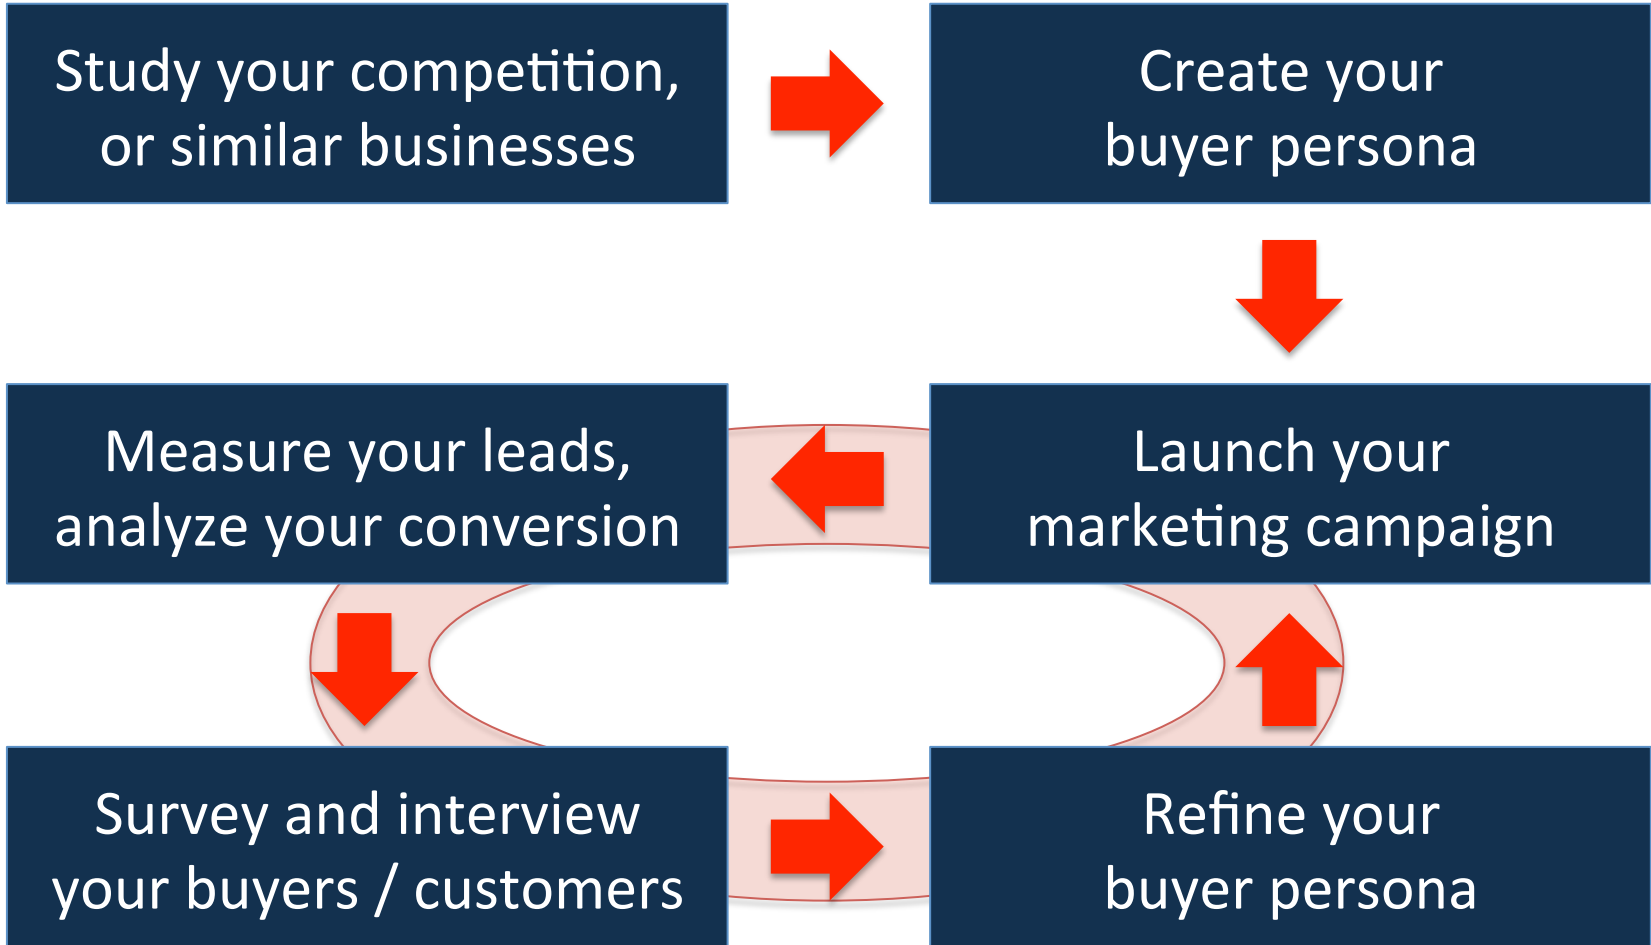 Study your competition,
or similar businesses
Create your
buyer persona
Measure your leads,
analyze your conversion
Launch your
marketing campaign
Survey and interview
your buyers / customers
Refine your
buyer persona